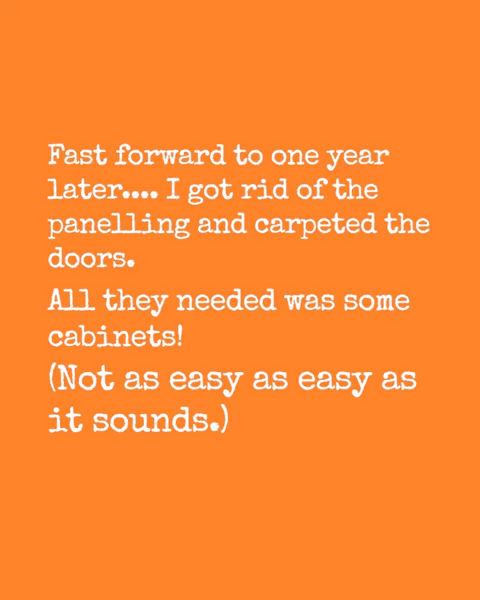 Fast forward to one year
later.... I got rid of the
panelling and carpeted the
doors.
All they needed was some
cabinets!
(Not as easy as easy as
it sounds.)